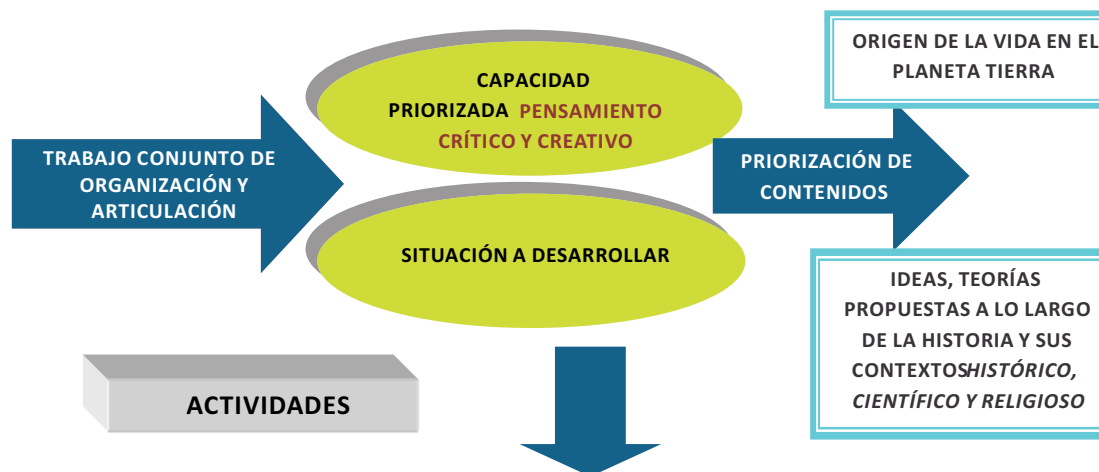 TRABAJO CONJUNTO DE
ORGANIZACIÓN Y
ARTICULACIÓN
CAPACIDAD
PRIORIZADA PENSAMIENTO
CRÍTICO Y CREATIVO
SITUACIÓN A DESARROLLAR
PRIORIZACIÓN DE
CONTENIDOS
ORIGEN DE LA VIDA EN EL
PLANETA TIERRA
IDEAS, TEORÍAS
PROPUESTAS A LO LARGO
DE LA HISTORIA Y SUS
CONTEXTOSHISTÓRICO,
CIENTÍFICO Y RELIGIOSO
ACTIVIDADES